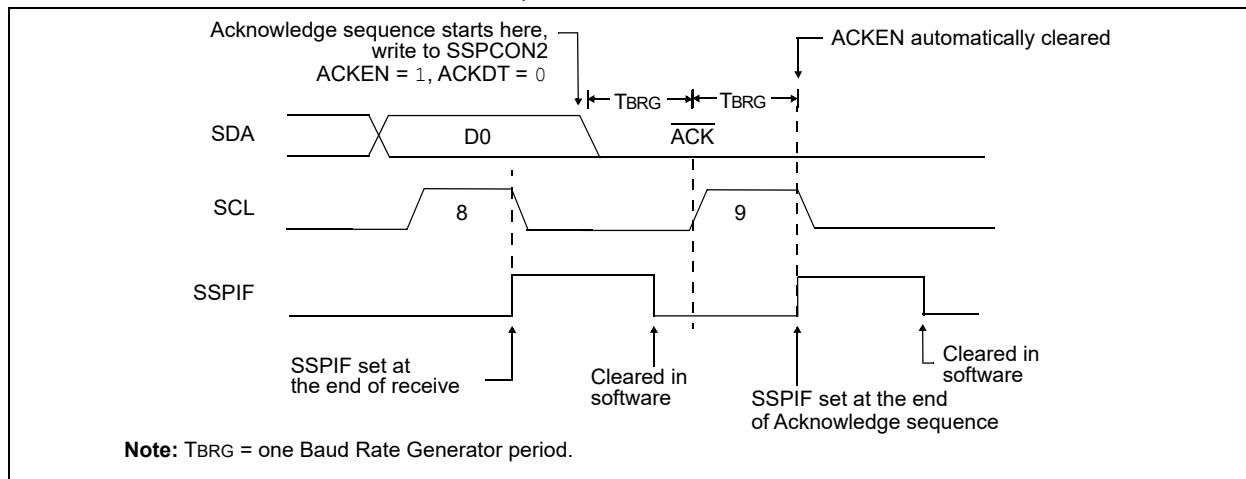 Acknowledge sequence starts here,
write to SSPCON2
ACKEN = 1, ACKDT = 0
ACKEN automatically cleared
TBRG
TBRG
SDA
D0
ACK
SCL
8
9
SSPIF
SSPIF set at
the end of receive
Cleared in
software
SSPIF set at the end
of Acknowledge sequence
Cleared in
software
Note: TBRG = one Baud Rate Generator period.